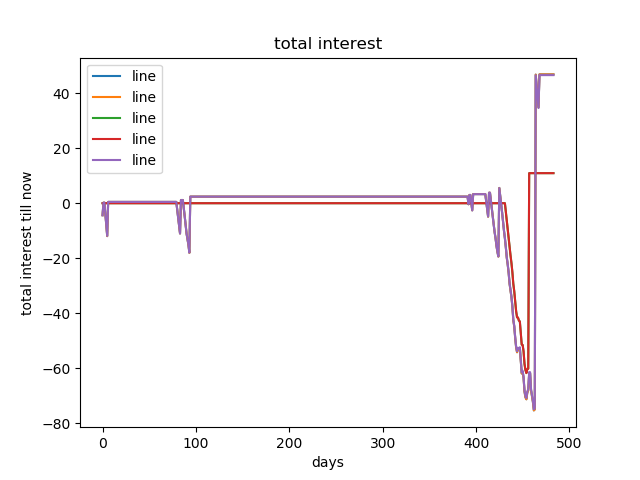 total interest
line
line
line
line
line
total interest till now
40
20
0
−20
−40
−60
−80
0 100 200 300 400 500
days